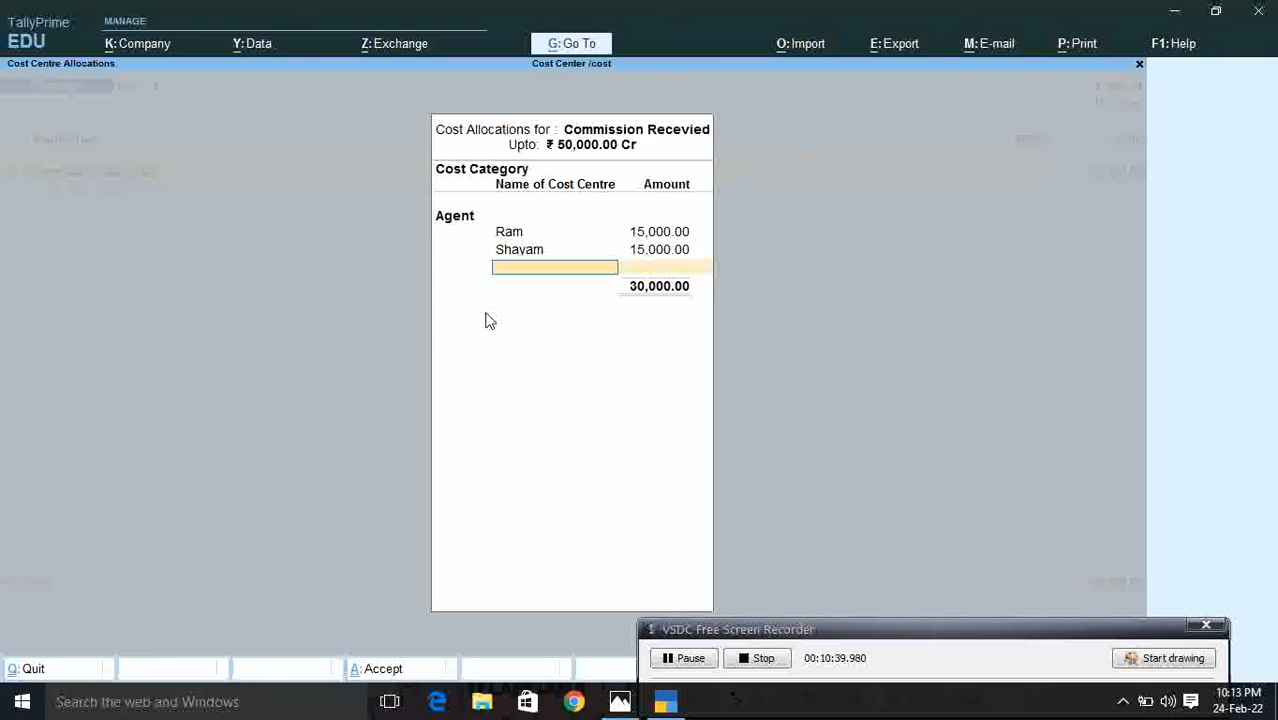 TallyPrime
MANAGE
EDU
K: Company
Y: Data
Z: Exchange
G: Go To
O: Import
E: Export
M: E-mail
P: Print
F1: Help
Cost Centre Allocations
Cost Center /cost
Cost Allocations for : Commission Recevied
Upto: ₹ 50,000.00 Cr
Cost Category
Name of Cost Centre Amount
Agent
Ram 15,000.00
Shayam 15,000.00
30,000.00
VSDC Free Screen Recorder
Pause
Stop
00:10:39.980
Start drawing
Q: Quit
A: Accept
Search the web and Windows
10:13 PM
24-Feb-22